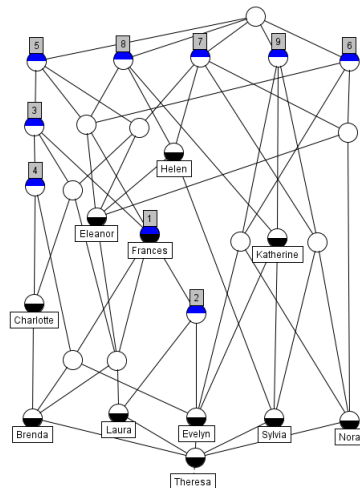 5
8
7
9
6
3
4
Helen
1
Eleanor
Frances
Katherine
2
Charlotte
Brenda
Laura
Evelyn
Sylvia
Nora
Theresa